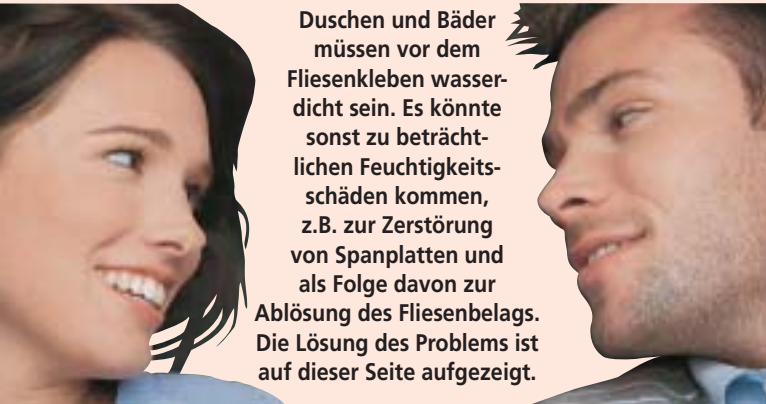 Duschen und Bäder
müssen vor dem
Fliesenkleben wasser-
dicht sein. Es könnte
sonst zu beträcht-
lichen Feuchtigkeits-
schäden kommen,
z.B. zur Zerstörung
von Spanplatten und
als Folge davon zur
Ablösung des Fliesenbelags.
Die Lösung des Problems ist
auf dieser Seite aufgezeigt.